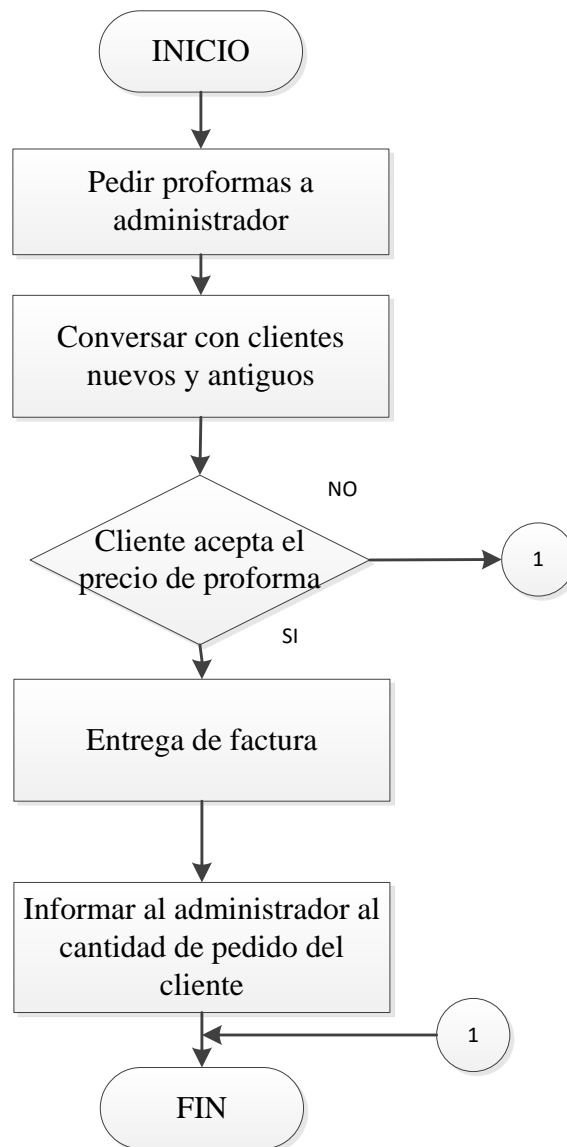 INICIO
Pedir proformas a
administrador
Conversar con clientes
nuevos y antiguos
NO
Cliente acepta el
precio de proforma
1
SI
Entrega de factura
Informar al administrador al
cantidad de pedido del
cliente
1
FIN